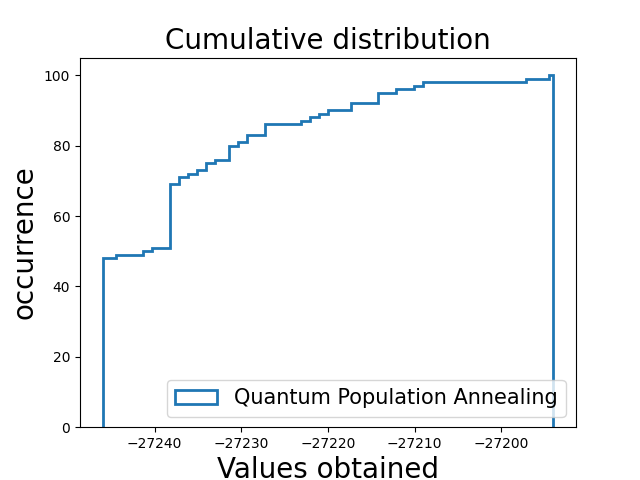 Cumulative distribution
100
80
60
40
20
0
occurrence
Quantum Population Annealing
−27240
−27230
−27220
−27210
−27200
Values obtained